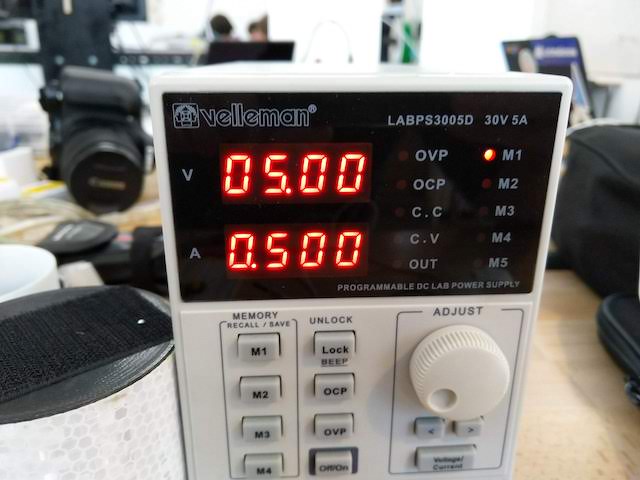 velleman®
LABPS3005D 30V 5A
V 05.00
A 0.500
OVP M1
OCP M2
C.C M3
C.V M4
OUT M5
PROGRAMMABLE DC LAB POWER SUPPLY
MEMORY
RECALL / SAVE
UNLOCK
ADJUST
M1
Lock
BEEP
M2
OCP
M3
OVP
< >
M4
Off/On
Voltage/
Current
Canon